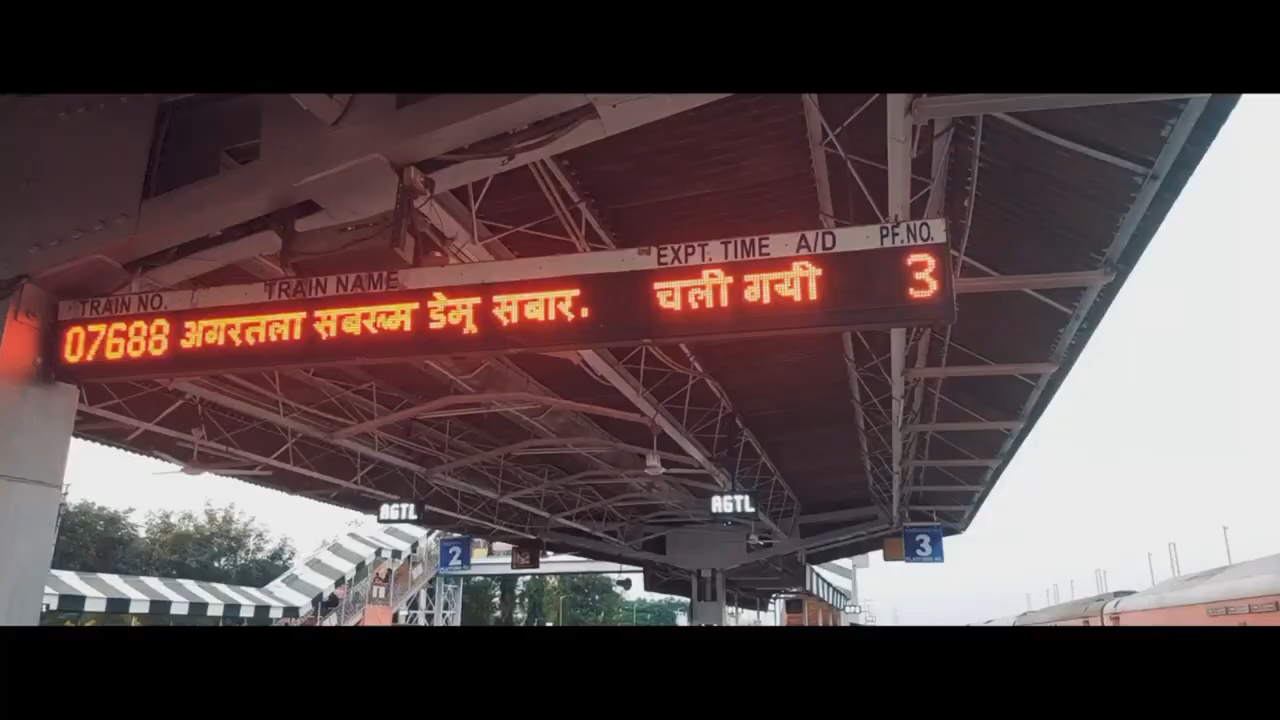 TRAIN NO. TRAIN NAME EXPT. TIME A/D PF.NO.
07688 अगरतला सबरूम डेमू सबार. चली गयी 3
AGTL
AGTL
2
3